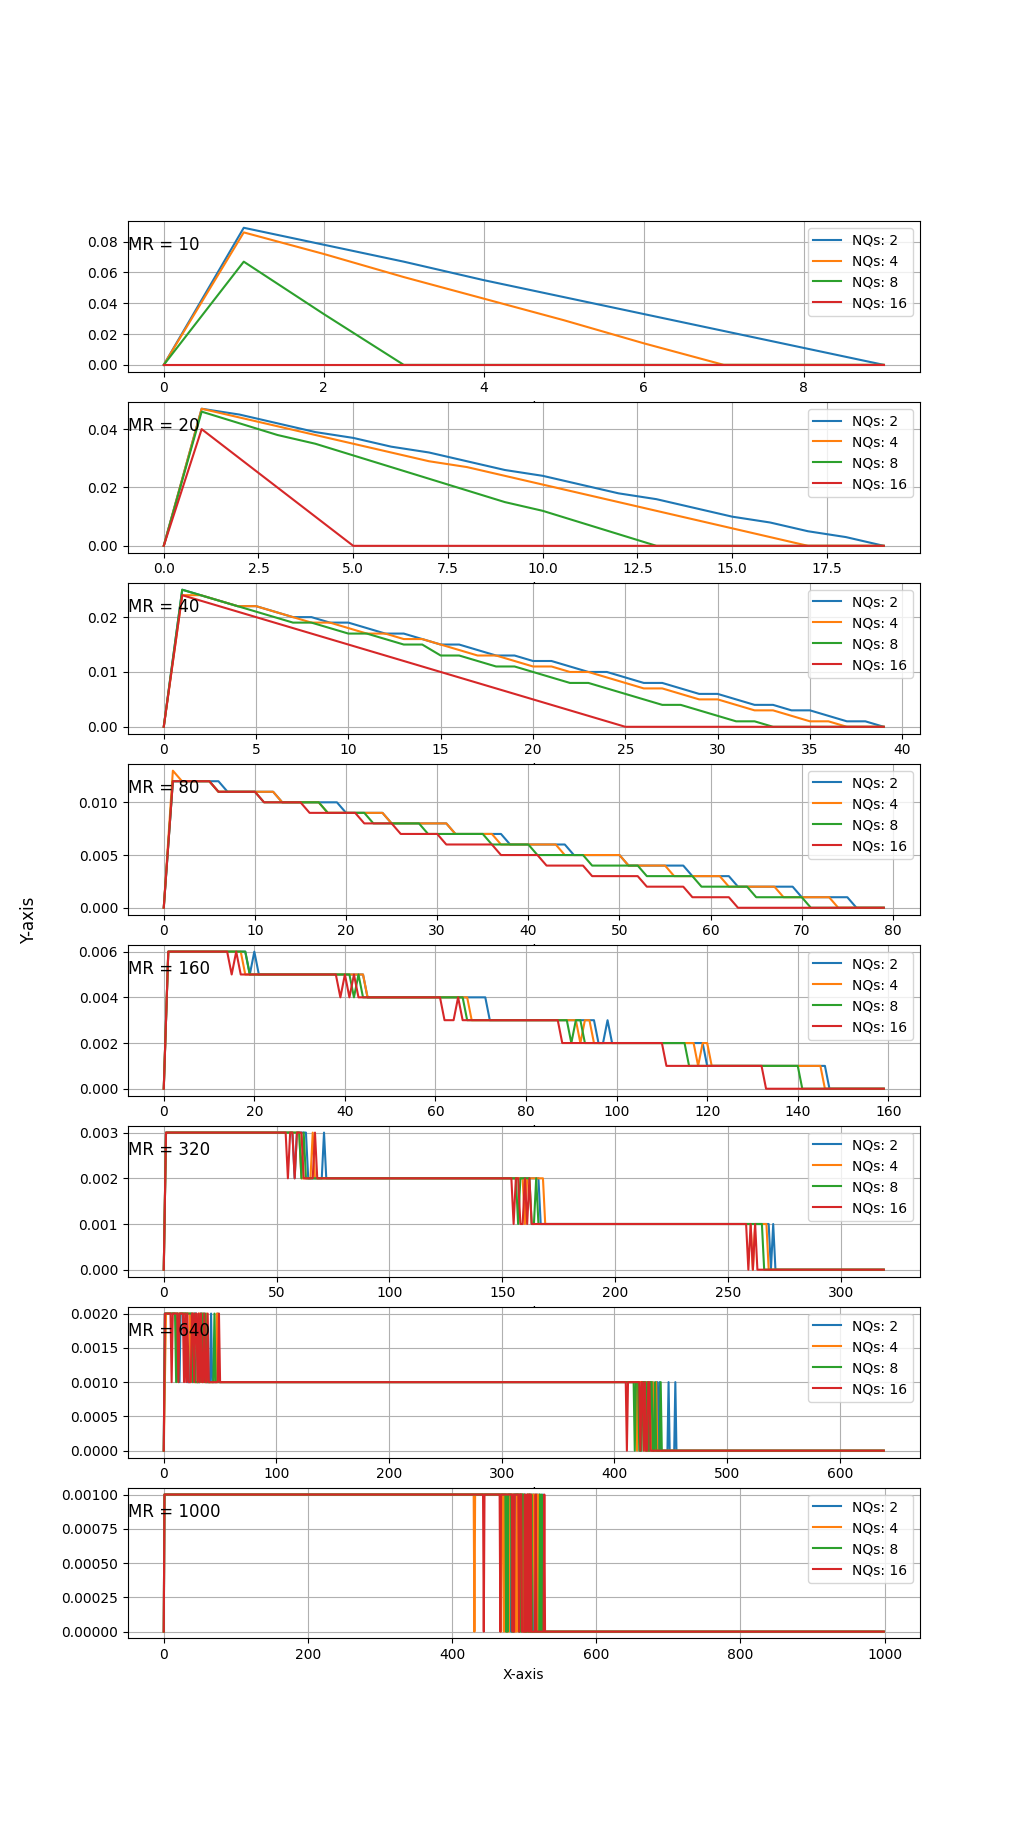 MR = 10
0.08
0.06
0.04
0.02
0.00
NQs: 2
NQs: 4
NQs: 8
NQs: 16
0 2 4 6 8
MR = 20
0.04
0.02
0.00
NQs: 2
NQs: 4
NQs: 8
NQs: 16
0.0 2.5 5.0 7.5 10.0 12.5 15.0 17.5
MR = 40
0.02
0.01
0.00
NQs: 2
NQs: 4
NQs: 8
NQs: 16
0 5 10 15 20 25 30 35 40
MR = 80
0.010
0.005
0.000
NQs: 2
NQs: 4
NQs: 8
NQs: 16
0 10 20 30 40 50 60 70 80
Y-axis
MR = 160
0.006
0.004
0.002
0.000
NQs: 2
NQs: 4
NQs: 8
NQs: 16
0 20 40 60 80 100 120 140 160
MR = 320
0.003
0.002
0.001
0.000
NQs: 2
NQs: 4
NQs: 8
NQs: 16
0 50 100 150 200 250 300
MR = 640
0.0020
0.0015
0.0010
0.0005
0.0000
NQs: 2
NQs: 4
NQs: 8
NQs: 16
0 100 200 300 400 500 600
MR = 1000
0.00100
0.00075
0.00050
0.00025
0.00000
NQs: 2
NQs: 4
NQs: 8
NQs: 16
0 200 400 600 800 1000
X-axis